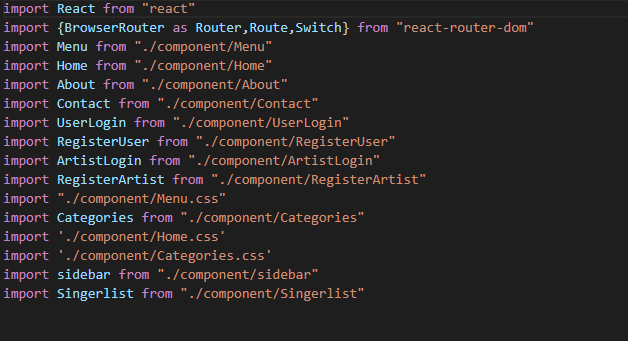 import React from "react"
import {BrowserRouter as Router,Route,Switch} from "react-router-dom"
import Menu from "./component/Menu"
import Home from "./component/Home"
import About from "./component/About"
import Contact from "./component/Contact"
import UserLogin from "./component/UserLogin"
import RegisterUser from "./component/RegisterUser"
import ArtistLogin from "./component/ArtistLogin"
import RegisterArtist from "./component/RegisterArtist"
import "./component/Menu.css"
import Categories from "./component/Categories"
import './component/Home.css'
import './component/Categories.css'
import sidebar from "./component/sidebar"
import Singerlist from "./component/Singerlist"